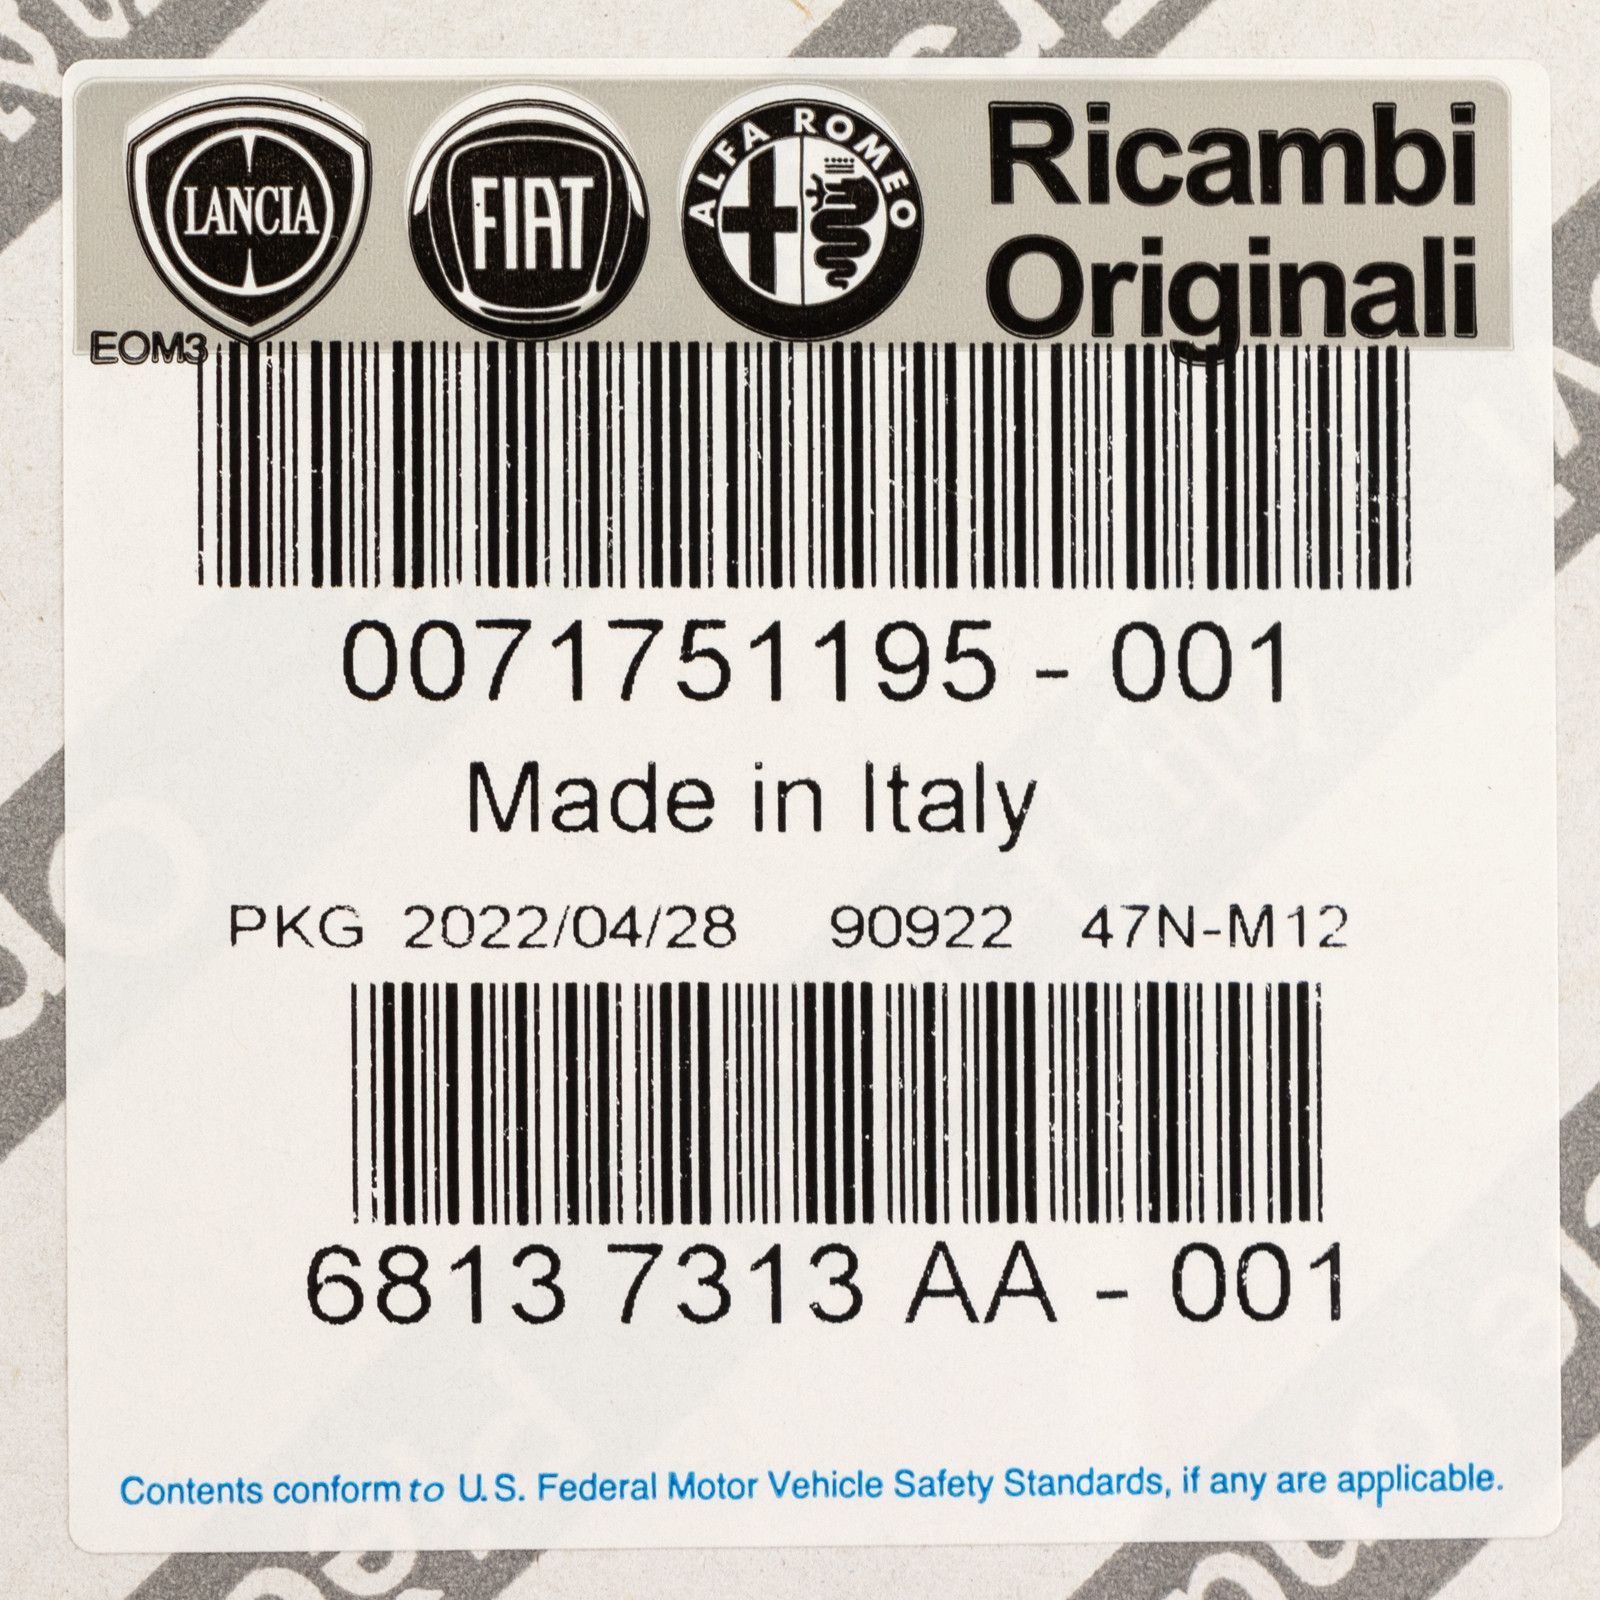 LANCIA FIAT ALFA ROMEO Ricambi
Originali
EOM3
0071751195 - 001
Made in Italy
PKG 2022/04/28 90922 47N-M12
6813 7313 AA - 001
Contents conform to U.S. Federal Motor Vehicle Safety Standards, if any are applicable.